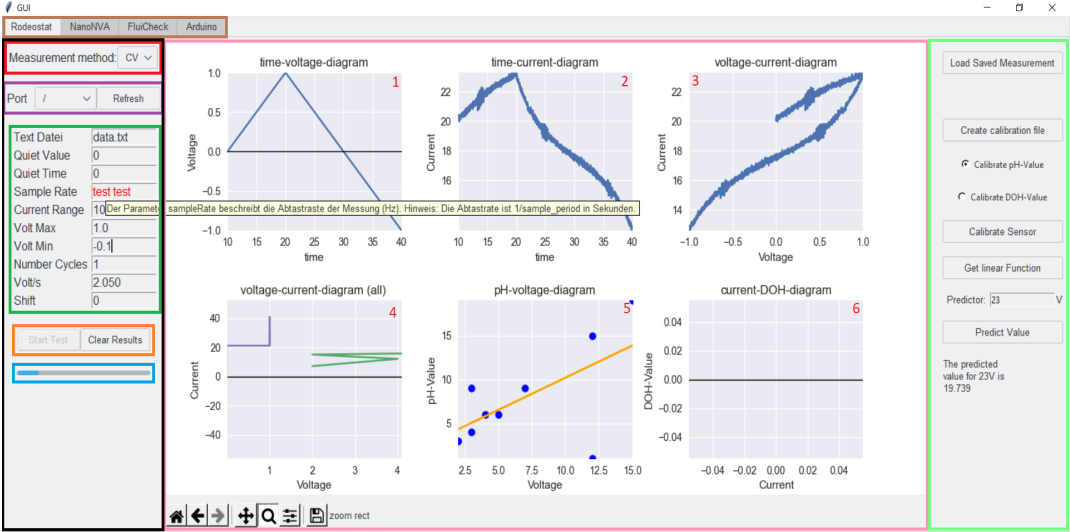 GUI
Rodeostat NanoNVA FluiCheck Arduino
Measurement method: CV
Port / Refresh
Text Datei data.txt
Quiet Value 0
Quiet Time 0
Sample Rate test test
Current Range 10
Der Paramete sampleRate beschreibt die Abtastraste der Messung (Hz). Hinweis: Die Abtastrate ist 1/sample_period in Sekunden.
Volt Max 1.0
Volt Min -0.1
Number Cycles 1
Volt/s 2.050
Shift 0
Start Test Clear Results
time-voltage-diagram
1
Voltage
1.0
0.5
0.0
−0.5
−1.0
10 20 30 40
time
time-current-diagram
2
Current
22
20
18
16
14
10 20 30 40
time
voltage-current-diagram
3
Current
22
20
18
16
14
−1.0 −0.5 0.0 0.5 1.0
Voltage
voltage-current-diagram (all)
4
Current
40
20
0
−20
−40
1 2 3 4
Voltage
pH-voltage-diagram
5
pH-Value
15
10
5
2.5 5.0 7.5 10.0 12.5 15.0
Voltage
current-DOH-diagram
6
DOH-Value
0.04
0.02
0.00
−0.02
−0.04
−0.04 −0.02 0.00 0.02 0.04
Current
zoom rect
Load Saved Measurement
Create calibration file
Calibrate pH-Value
Calibrate DOH-Value
Calibrate Sensor
Get linear Function
Predictor: 23 V
Predict Value
The predicted
value for 23V is
19.739